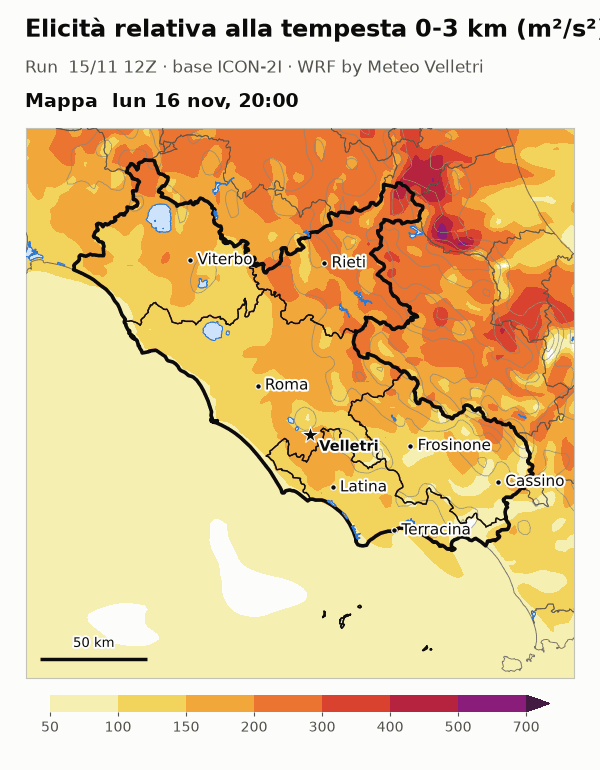 Elicità relativa alla tempesta 0-3 km (m²/s²)
Run 15/11 12Z · base ICON-2I · WRF by Meteo Velletri
Mappa lun 16 nov, 20:00
Viterbo
Rieti
Roma
Velletri
Frosinone
Latina
Cassino
Terracina
50 km
50 100 150 200 300 400 500 700